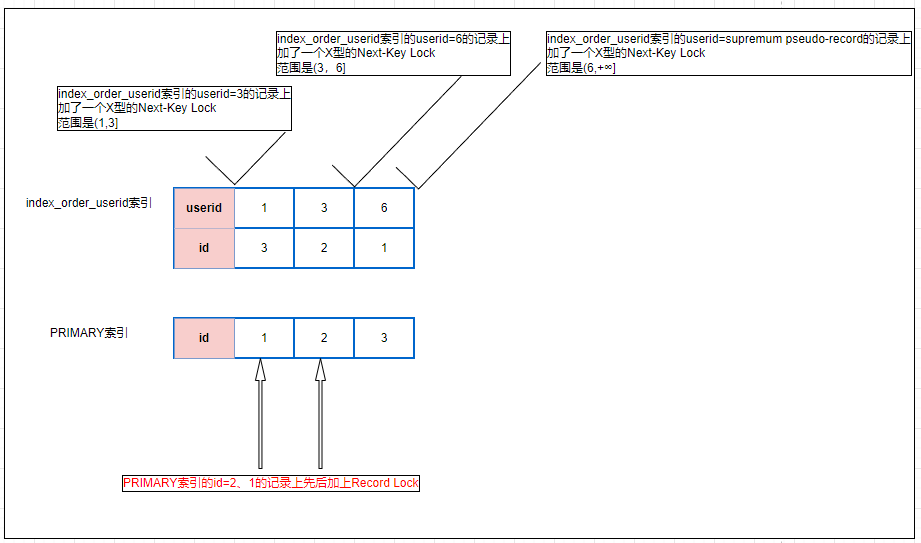 index_order_userid索引的userid=6的记录上
加了一个X型的Next-Key Lock
范围是(3，6]
index_order_userid索引的userid=supremum pseudo-record的记录上
加了一个X型的Next-Key Lock
范围是(6,+∞]
index_order_userid索引的userid=3的记录上
加了一个X型的Next-Key Lock
范围是(1,3]
index_order_userid索引
userid 1 3 6
id 3 2 1
PRIMARY索引
id 1 2 3
PRIMARY索引的id=2、1的记录上先后加上Record Lock